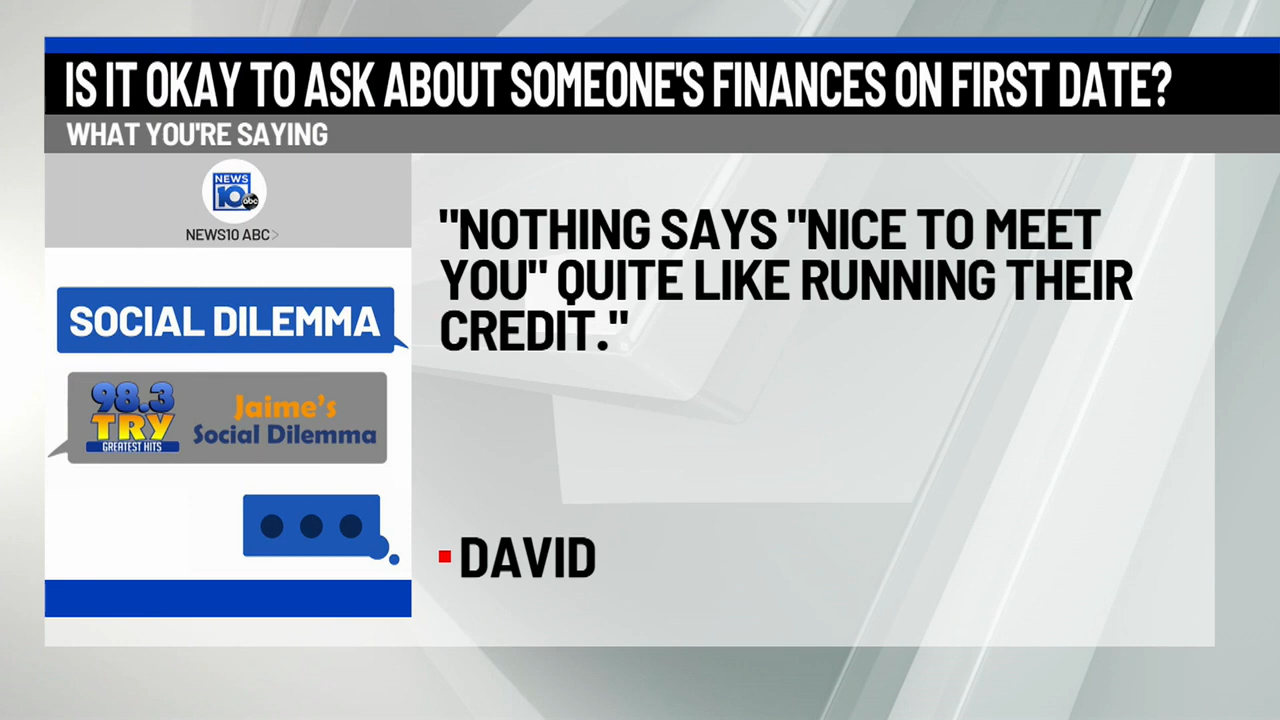 IS IT OKAY TO ASK ABOUT SOMEONE'S FINANCES ON FIRST DATE?
WHAT YOU'RE SAYING
NEWS
10
abc
NEWS10 ABC>
SOCIAL DILEMMA
98.3
TRY
GREATEST HITS
Jaime's
Social Dilemma
"NOTHING SAYS "NICE TO MEET
YOU" QUITE LIKE RUNNING THEIR
CREDIT."
DAVID